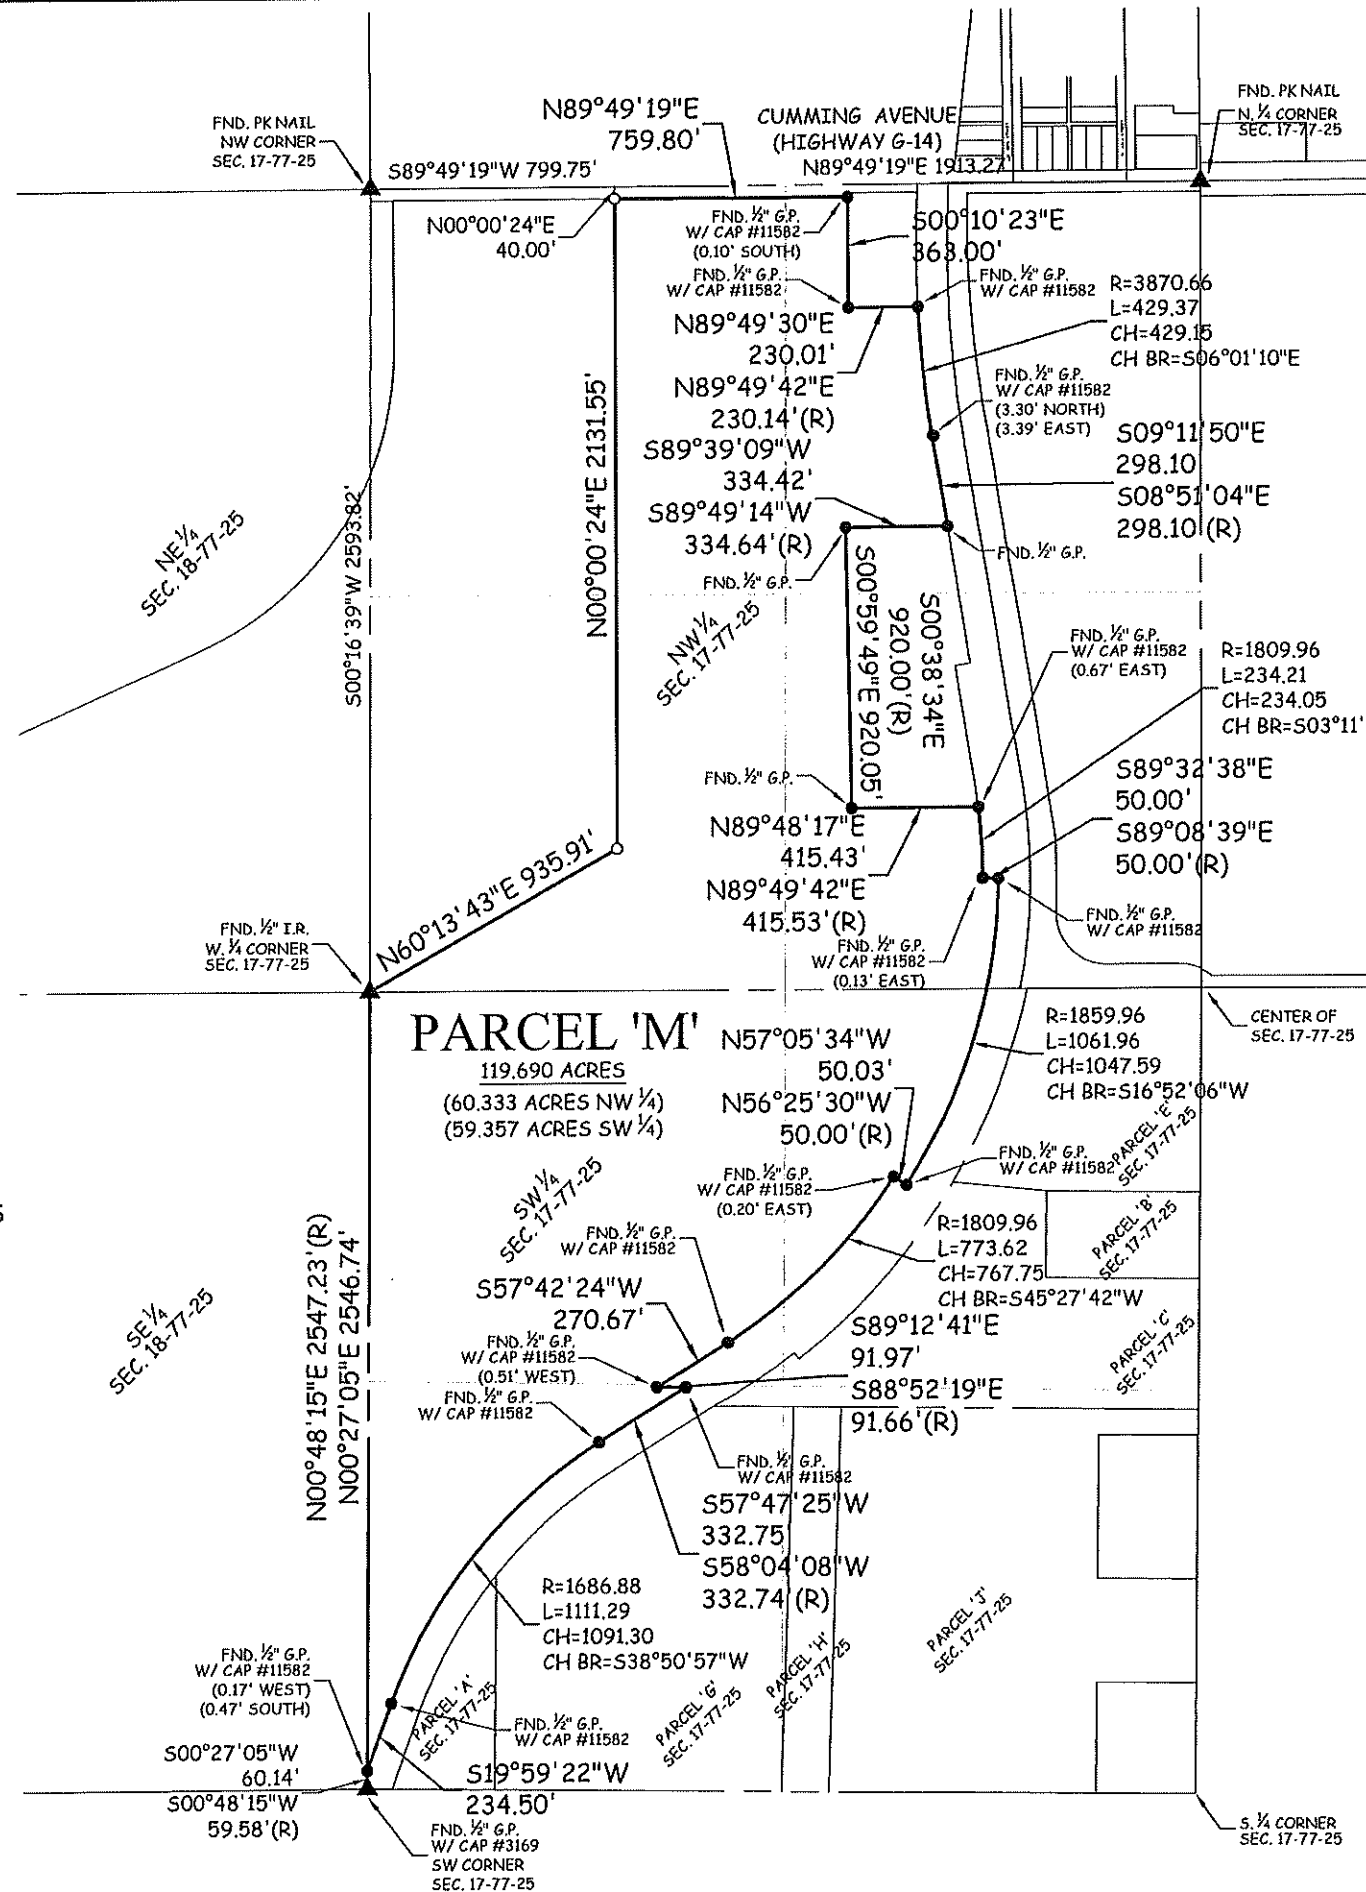 FND. PK NAIL
NW CORNER
SEC. 17-77-25
N89°49'19"E
759.80'
CUMMING AVENUE
(HIGHWAY G-14)
N89°49'19"E 1913.27'
FND. PK NAIL
N. ¼ CORNER
SEC. 17-77-25
S89°49'19"W 799.75'
N00°00'24"E
40.00'
FND. ½" G.P.
W/ CAP #11582
(0.10' SOUTH)
S00°10'23"E
363.00'
FND. ½" G.P.
W/ CAP #11582
FND. ½" G.P.
W/ CAP #11582
R=3870.66
L=429.37
CH=429.15
CH BR=S06°01'10"E
N89°49'30"E
230.01'
N89°49'42"E
230.14'(R)
FND. ½" G.P.
W/ CAP #11582
(3.30' NORTH)
(3.39' EAST)
S09°11'50"E
298.10
S08°51'04"E
298.10 (R)
S89°39'09"W
334.42'
S89°49'14"W
334.64'(R)
FND. ½" G.P.
FND. ½" G.P.
N00°00'24"E 2131.55'
S00°16'39"W 2593.82'
NE ¼
SEC. 18-77-25
NW ¼
SEC. 17-77-25
S00°38'34"E
920.00'(R)
S00°59'49"E 920.05'
FND. ½" G.P.
W/ CAP #11582
(0.67' EAST)
R=1809.96
L=234.21
CH=234.05
CH BR=S03°11'
FND. ½" G.P.
S89°32'38"E
50.00'
S89°08'39"E
50.00'(R)
N89°48'17"E
415.43'
N89°49'42"E
415.53'(R)
N60°13'43"E 935.91'
FND. ½" I.R.
W. ¼ CORNER
SEC. 17-77-25
FND. ½" G.P.
W/ CAP #11582
FND. ½" G.P.
W/ CAP #11582
(0.13' EAST)
PARCEL 'M'
119.690 ACRES
(60.333 ACRES NW ¼)
(59.357 ACRES SW ¼)
N57°05'34"W
50.03'
N56°25'30"W
50.00'(R)
R=1859.96
L=1061.96
CH=1047.59
CH BR=S16°52'06"W
CENTER OF
SEC. 17-77-25
FND. ½" G.P.
W/ CAP #11582
PARCEL 'E'
SEC. 17-77-25
FND. ½" G.P.
W/ CAP #11582
(0.20' EAST)
SW ¼
SEC. 17-77-25
PARCEL 'B'
SEC. 17-77-25
5
N00°48'15"E 2547.23'(R)
N00°27'05"E 2546.74'
FND. ½" G.P.
W/ CAP #11582
R=1809.96
L=773.62
CH=767.75
CH BR=S45°27'42"W
S57°42'24"W
270.67'
SE ¼
SEC. 18-77-25
PARCEL 'C'
SEC. 17-77-25
FND. ½" G.P.
W/ CAP #11582
(0.51' WEST)
S89°12'41"E
91.97'
S88°52'19"E
91.66'(R)
FND. ½" G.P.
W/ CAP #11582
FND. ½" G.P.
W/ CAP #11582
S57°47'25"W
332.75'
S58°04'08"W
332.74 (R)
R=1686.88
L=1111.29
CH=1091.30
CH BR=S38°50'57"W
PARCEL 'J'
SEC. 17-77-25
PARCEL 'H'
SEC. 17-77-25
PARCEL 'G'
SEC. 17-77-25
PARCEL 'A'
SEC. 17-77-25
FND. ½" G.P.
W/ CAP #11582
(0.17' WEST)
(0.47' SOUTH)
FND. ½" G.P.
W/ CAP #11582
S00°27'05"W
60.14'
S00°48'15"W
59.58'(R)
S19°59'22"W
234.50'
FND. ½" G.P.
W/ CAP #3169
SW CORNER
SEC. 17-77-25
S. ¼ CORNER
SEC. 17-77-25